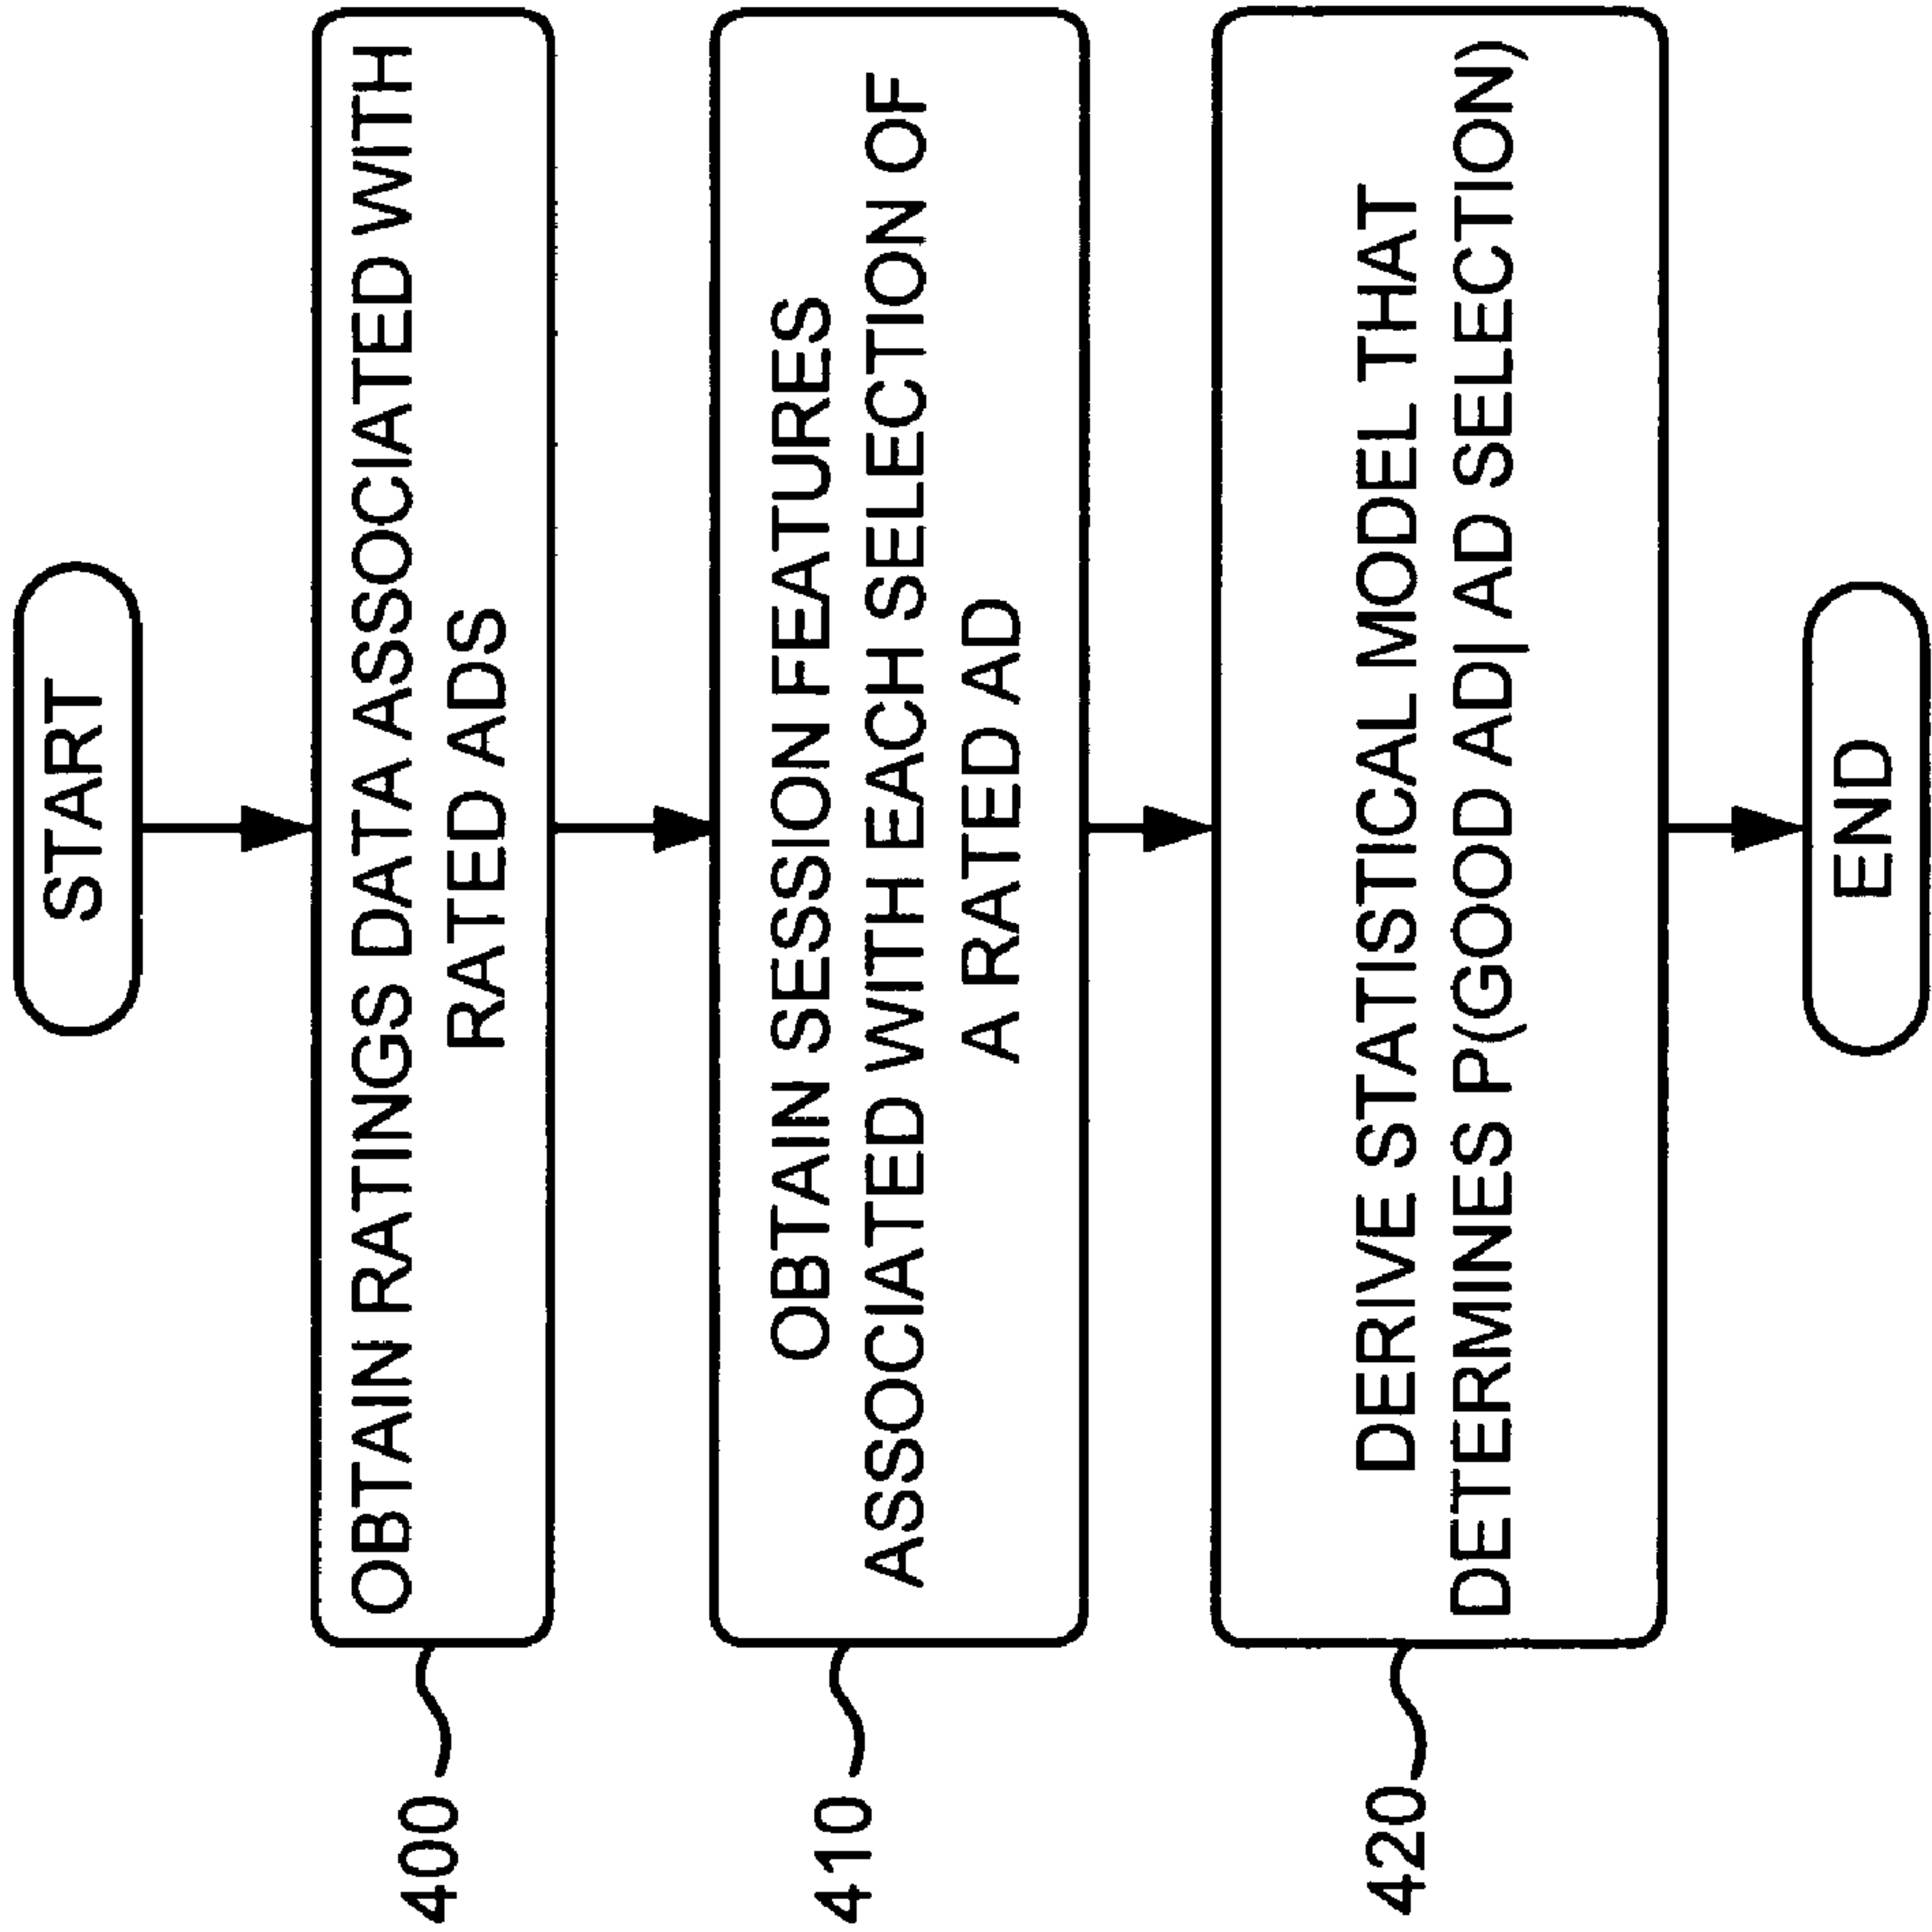 START
400
OBTAIN RATINGS DATA ASSOCIATED WITH
RATED ADS
410
OBTAIN SESSION FEATURES
ASSOCIATED WITH EACH SELECTION OF
A RATED AD
420
DERIVE STATISTICAL MODEL THAT
DETERMINES P(GOOD AD| AD SELECTION)
END